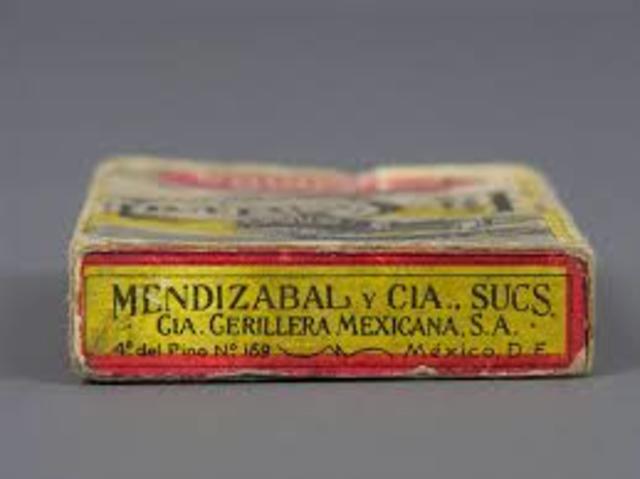 MENDIZABAL y CIA., SUCS.
CIA. CERILLERA MEXICANA, S.A.
4ª del Pino Nº 169 México, D.F.